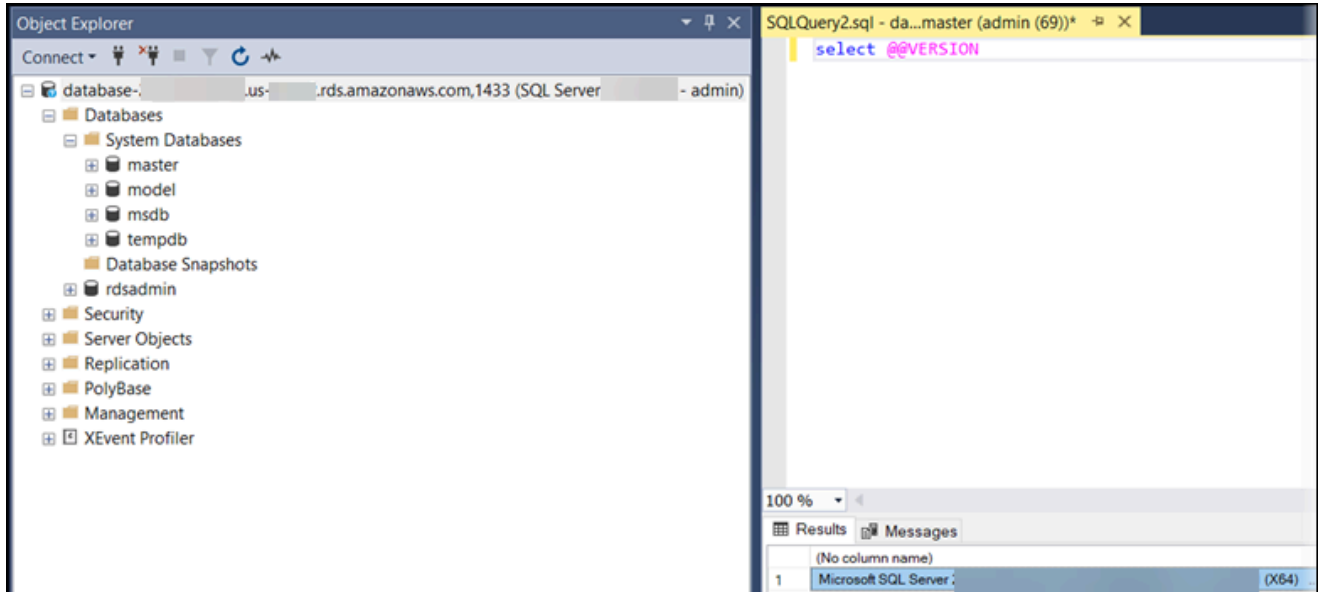 Object Explorer
Connect
database- .us- .rds.amazonaws.com,1433 (SQL Server - admin)
Databases
System Databases
master
model
msdb
tempdb
Database Snapshots
rdsadmin
Security
Server Objects
Replication
PolyBase
Management
XEvent Profiler
SQLQuery2.sql - da...master (admin (69))*
select @@VERSION
100 %
Results Messages
(No column name)
1 Microsoft SQL Server (X64) ...